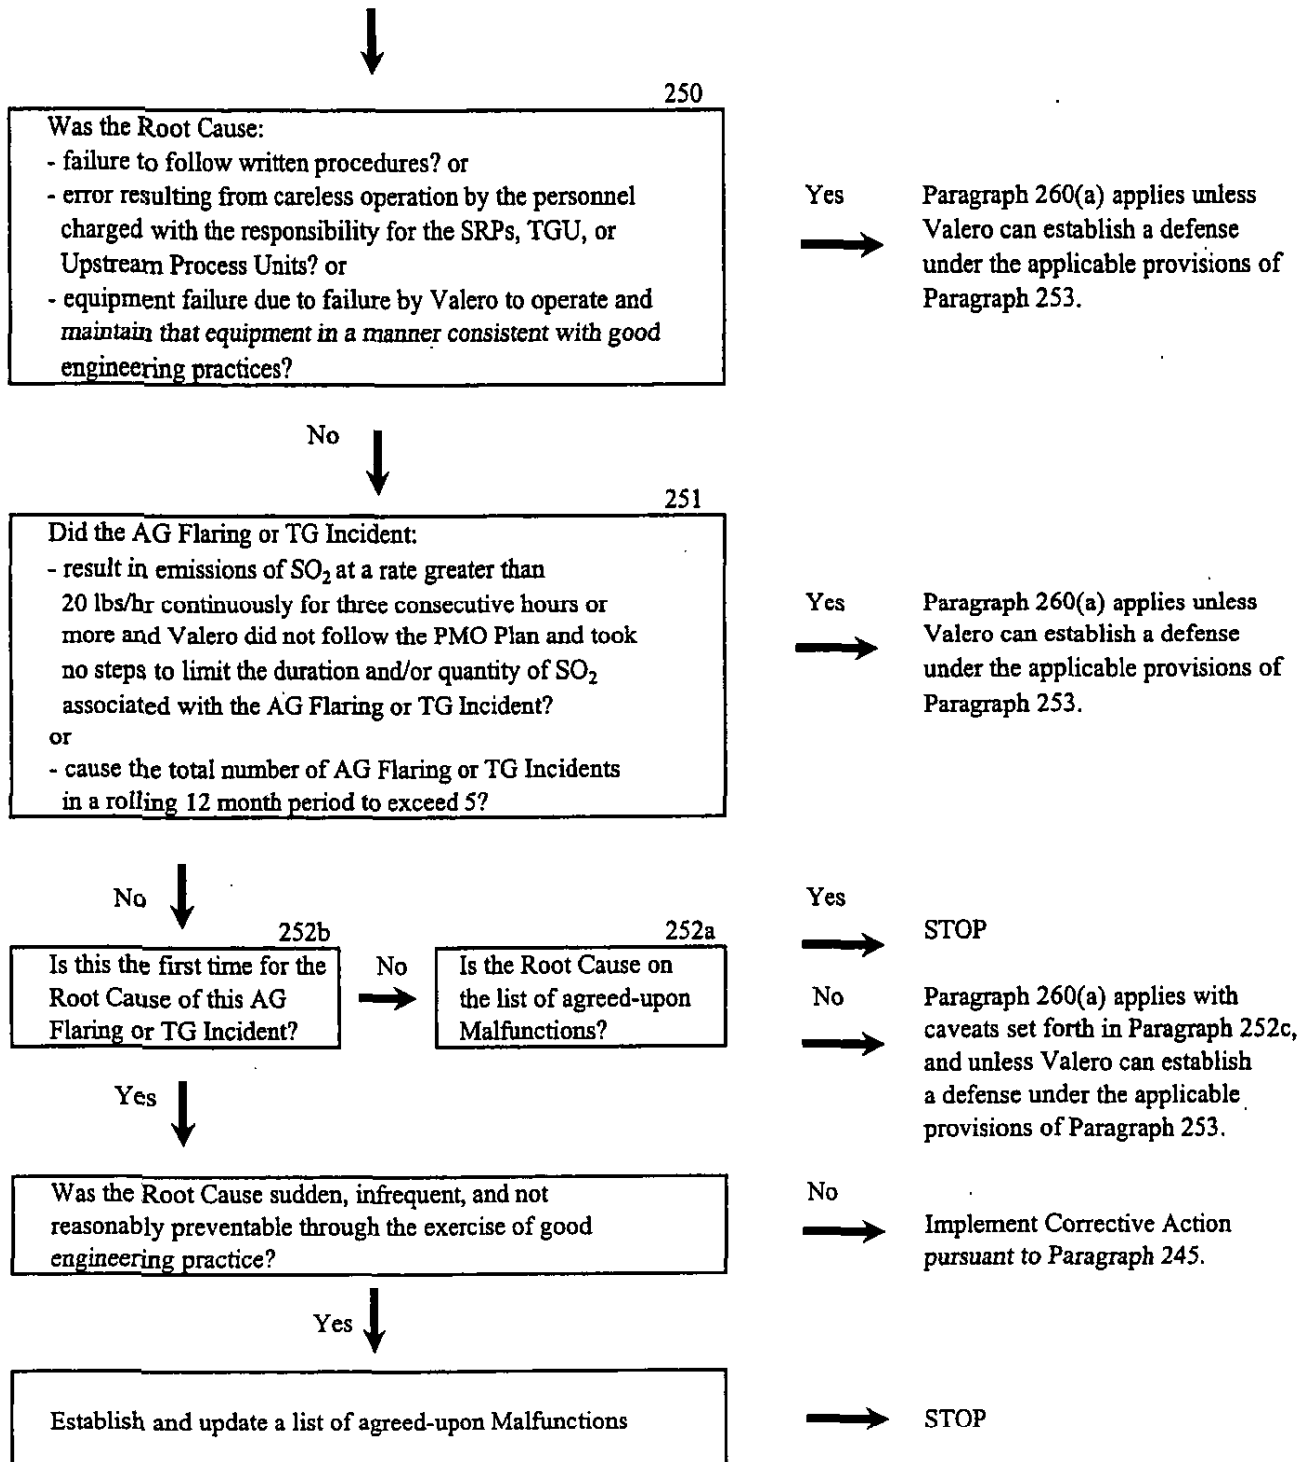 250
Was the Root Cause:
- failure to follow written procedures? or
- error resulting from careless operation by the personnel
charged with the responsibility for the SRPs, TGU, or
Upstream Process Units? or
- equipment failure due to failure by Valero to operate and
maintain that equipment in a manner consistent with good
engineering practices?
Yes
Paragraph 260(a) applies unless
Valero can establish a defense
under the applicable provisions of
Paragraph 253.
No
251
Did the AG Flaring or TG Incident:
- result in emissions of SO₂ at a rate greater than
20 lbs/hr continuously for three consecutive hours or
more and Valero did not follow the PMO Plan and took
no steps to limit the duration and/or quantity of SO₂
associated with the AG Flaring or TG Incident?
or
- cause the total number of AG Flaring or TG Incidents
in a rolling 12 month period to exceed 5?
Yes
Paragraph 260(a) applies unless
Valero can establish a defense
under the applicable provisions of
Paragraph 253.
No
252b
Is this the first time for the
Root Cause of this AG
Flaring or TG Incident?
No
252a
Is the Root Cause on
the list of agreed-upon
Malfunctions?
Yes
STOP
No
Paragraph 260(a) applies with
caveats set forth in Paragraph 252c,
and unless Valero can establish
a defense under the applicable
provisions of Paragraph 253.
Yes
Was the Root Cause sudden, infrequent, and not
reasonably preventable through the exercise of good
engineering practice?
No
Implement Corrective Action
pursuant to Paragraph 245.
Yes
Establish and update a list of agreed-upon Malfunctions
STOP